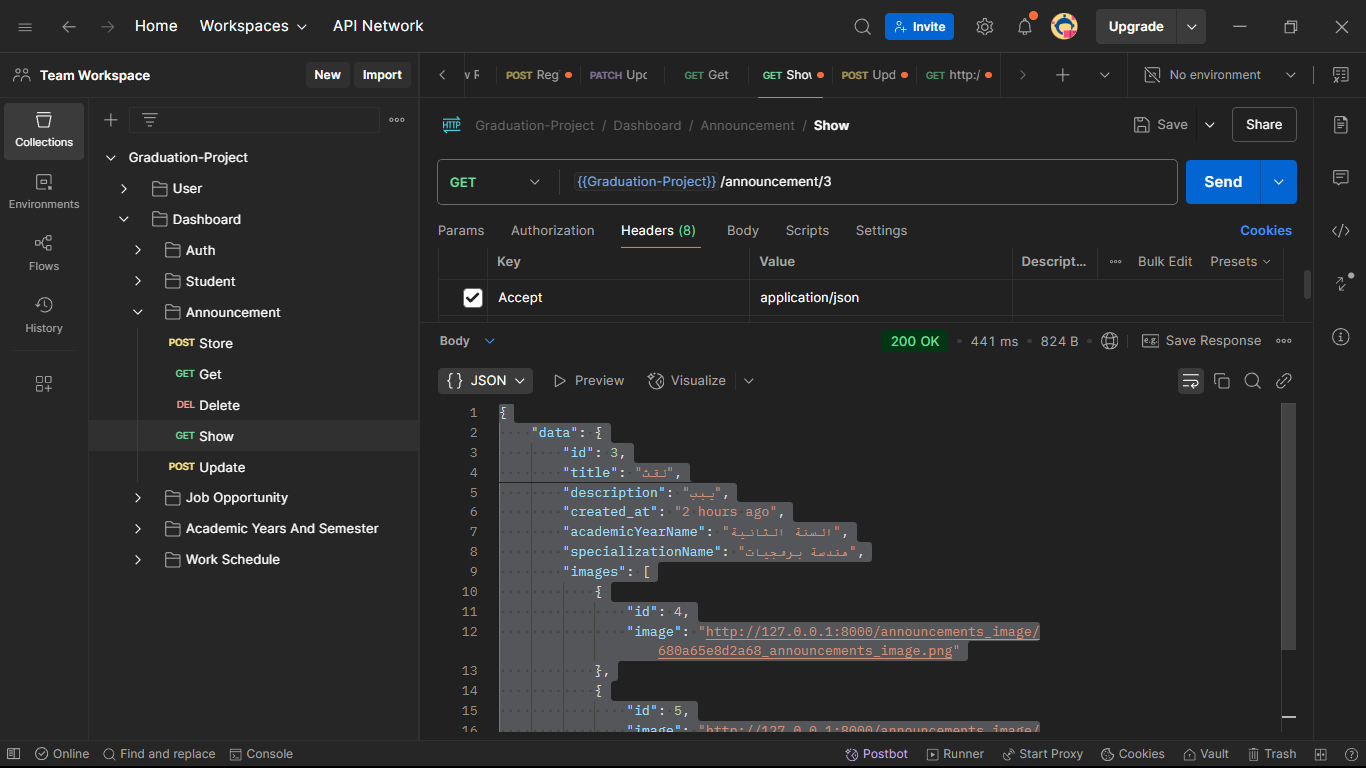 Home
Workspaces
API Network
Invite
Upgrade
Team Workspace
New
Import
POST Reg
PATCH Upd
GET Get
GET Show
POST Upd
GET http:/
No environment
Collections
Environments
Flows
History
Graduation-Project
User
Dashboard
Auth
Student
Announcement
POST Store
GET Get
DEL Delete
GET Show
POST Update
Job Opportunity
Academic Years And Semester
Work Schedule
HTTP
Graduation-Project / Dashboard / Announcement / Show
Save
Share
GET
{{Graduation-Project}} /announcement/3
Send
Params Authorization Headers (8) Body Scripts Settings
Cookies
Key Value Descript... Bulk Edit Presets
Accept application/json
Body
200 OK • 441 ms • 824 B
e.g. Save Response
{} JSON
Preview
Visualize
1 {
2 "data": {
3 "id": 3,
4 "title": "نقث",
5 "description": "يببب",
6 "created_at": "2 hours ago",
7 "academicYearName": "السنة الثانية",
8 "specializationName": "هندسة برمجيات",
9 "images": [
10 {
11 "id": 4,
12 "image": "http://127.0.0.1:8000/announcements_image/
680a65e8d2a68_announcements_image.png"
13 },
14 {
15 "id": 5,
16 "image": "http://127.0.0.1:8000/announcements_image/
Online
Find and replace
Console
Postbot
Runner
Start Proxy
Cookies
Vault
Trash